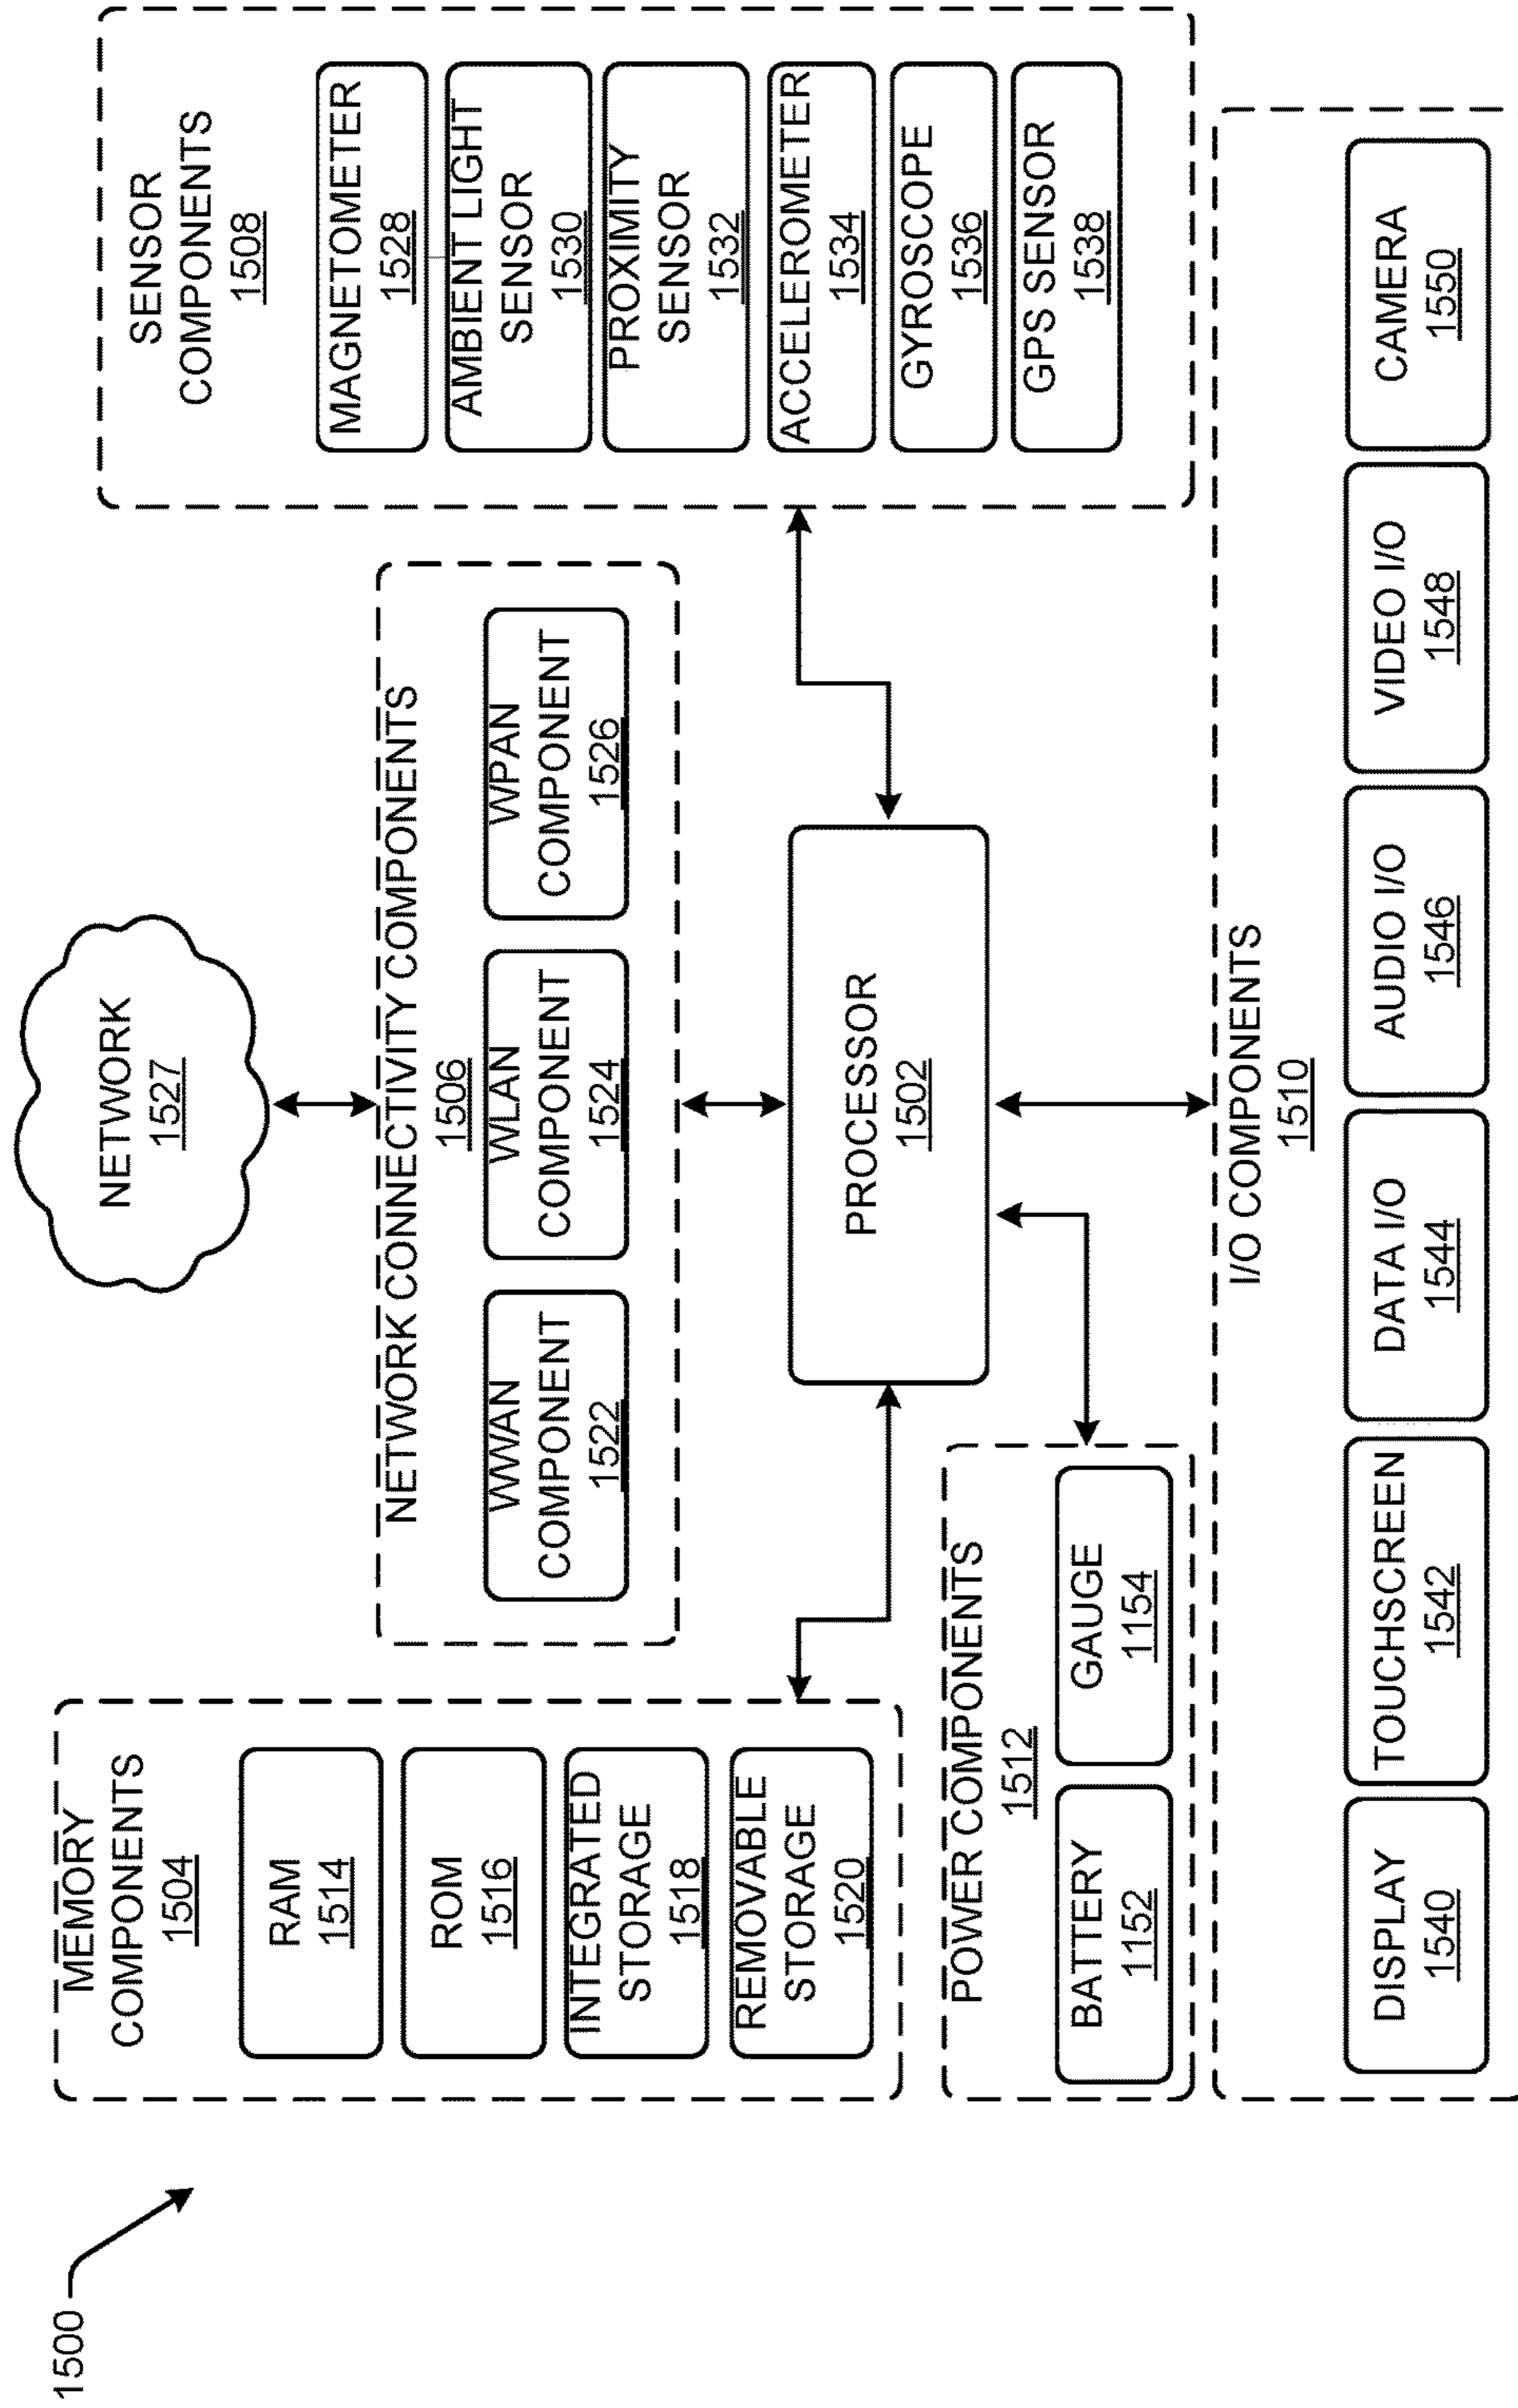 1500
MEMORY
COMPONENTS
1504
RAM
1514
ROM
1516
INTEGRATED
STORAGE
1518
REMOVABLE
STORAGE
1520
NETWORK
1527
NETWORK CONNECTIVITY COMPONENTS
1506
WWAN
COMPONENT
1522
WLAN
COMPONENT
1524
WPAN
COMPONENT
1526
SENSOR
COMPONENTS
1508
MAGNETOMETER
1528
AMBIENT LIGHT
SENSOR
1530
PROXIMITY
SENSOR
1532
ACCELEROMETER
1534
GYROSCOPE
1536
GPS SENSOR
1538
PROCESSOR
1502
POWER COMPONENTS
1512
BATTERY
1152
GAUGE
1154
I/O COMPONENTS
1510
DISPLAY
1540
TOUCHSCREEN
1542
DATA I/O
1544
AUDIO I/O
1546
VIDEO I/O
1548
CAMERA
1550